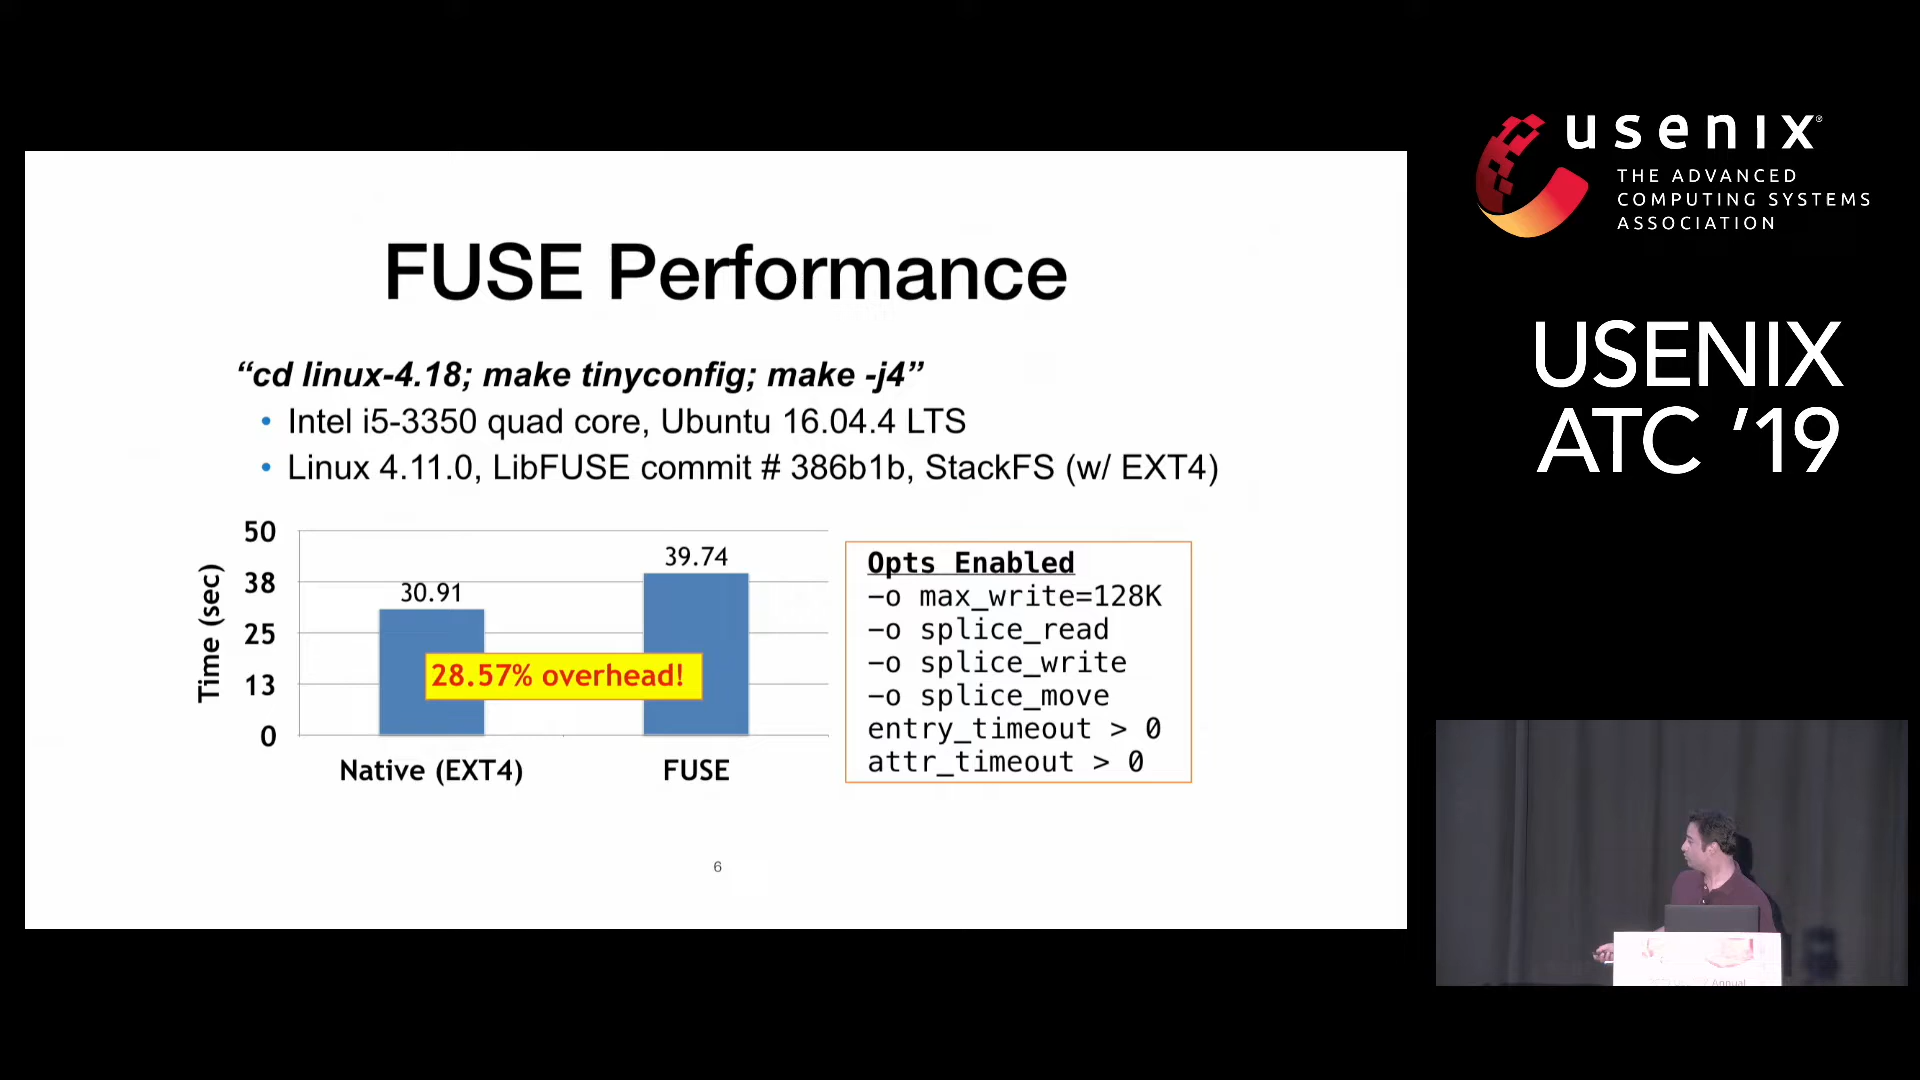 FUSE Performance
“cd linux-4.18; make tinyconfig; make -j4”
• Intel i5-3350 quad core, Ubuntu 16.04.4 LTS
• Linux 4.11.0, LibFUSE commit # 386b1b, StackFS (w/ EXT4)
Time (sec)
50
38
25
13
0
30.91
39.74
28.57% overhead!
Native (EXT4)
FUSE
Opts Enabled
-o max_write=128K
-o splice_read
-o splice_write
-o splice_move
entry_timeout > 0
attr_timeout > 0
6
usenix®
THE ADVANCED
COMPUTING SYSTEMS
ASSOCIATION
USENIX
ATC ’19
Annual